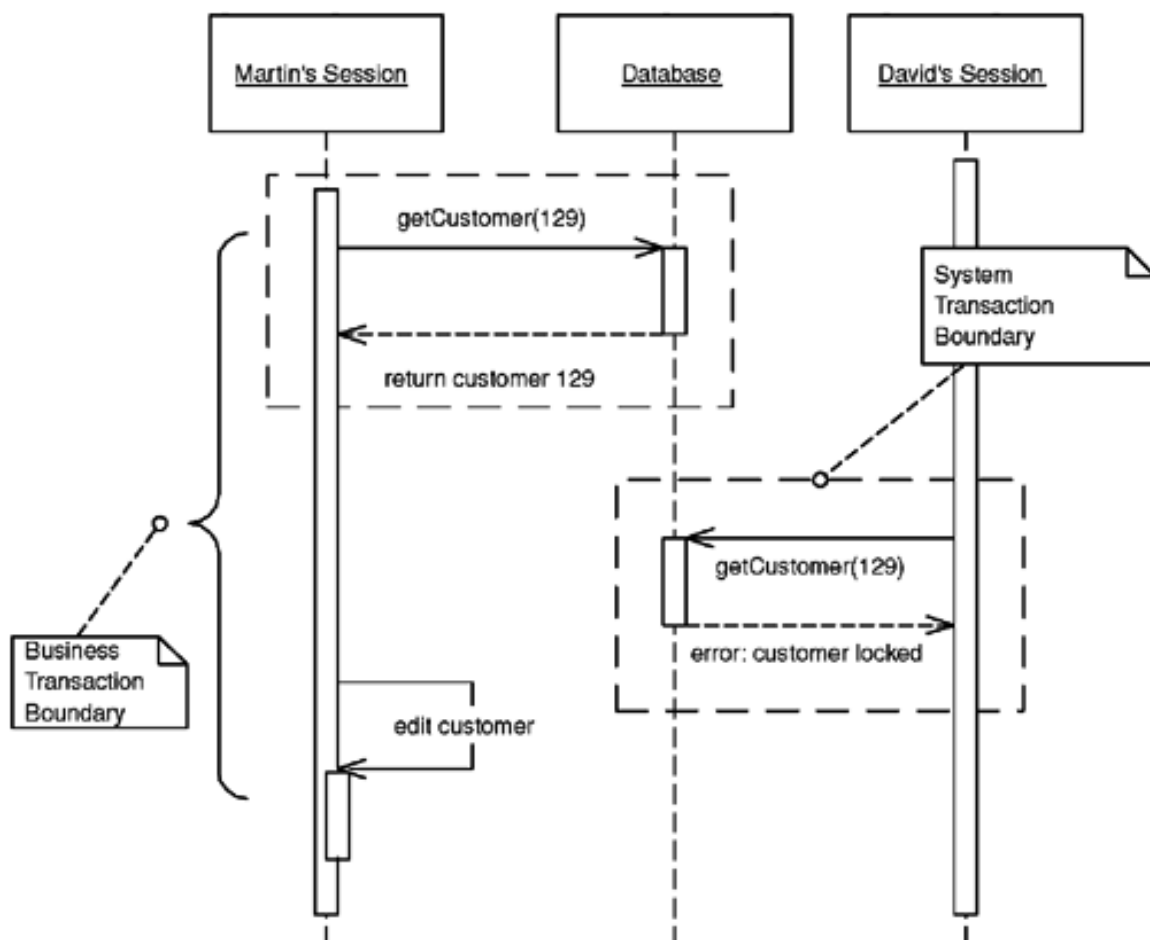 Martin's Session
Database
David's Session
getCustomer(129)
return customer 129
System
Transaction
Boundary
getCustomer(129)
error: customer locked
Business
Transaction
Boundary
edit customer